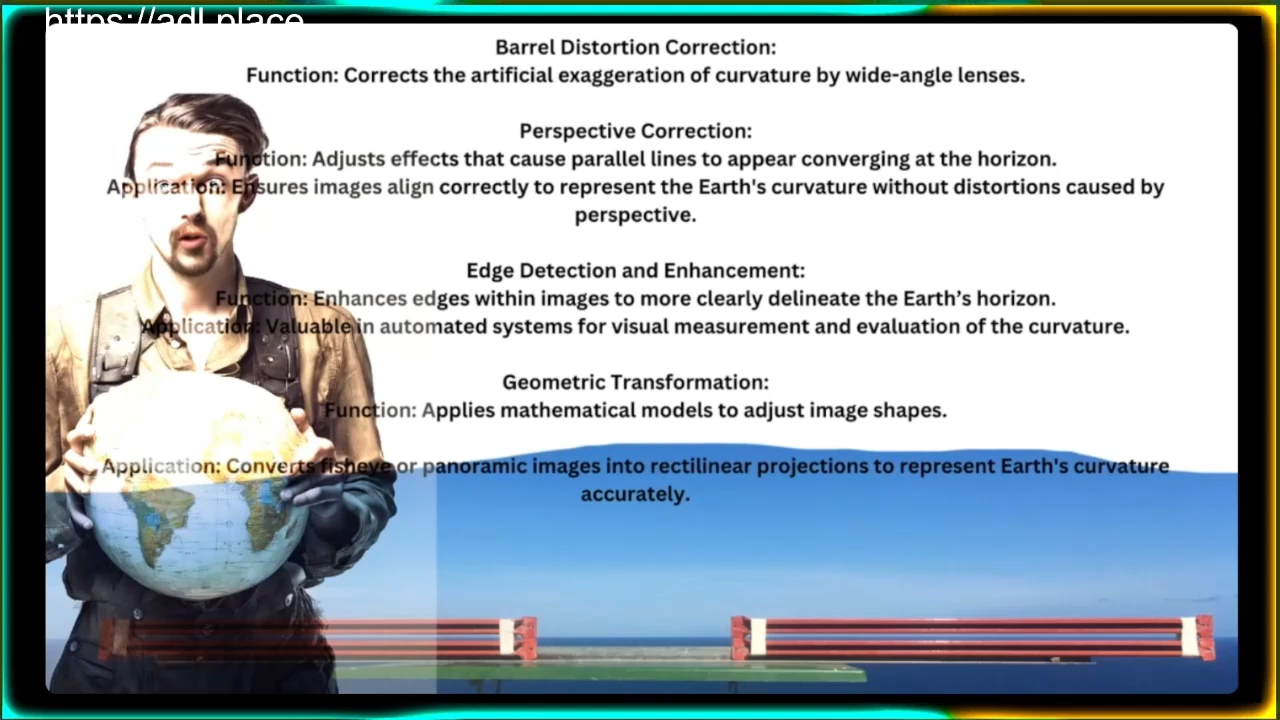 https://adl.place
Barrel Distortion Correction:
Function: Corrects the artificial exaggeration of curvature by wide-angle lenses.
Perspective Correction:
Function: Adjusts effects that cause parallel lines to appear converging at the horizon.
Application: Ensures images align correctly to represent the Earth's curvature without distortions caused by
perspective.
Edge Detection and Enhancement:
Function: Enhances edges within images to more clearly delineate the Earth’s horizon.
Application: Valuable in automated systems for visual measurement and evaluation of the curvature.
Geometric Transformation:
Function: Applies mathematical models to adjust image shapes.
Application: Converts fisheye or panoramic images into rectilinear projections to represent Earth's curvature
accurately.